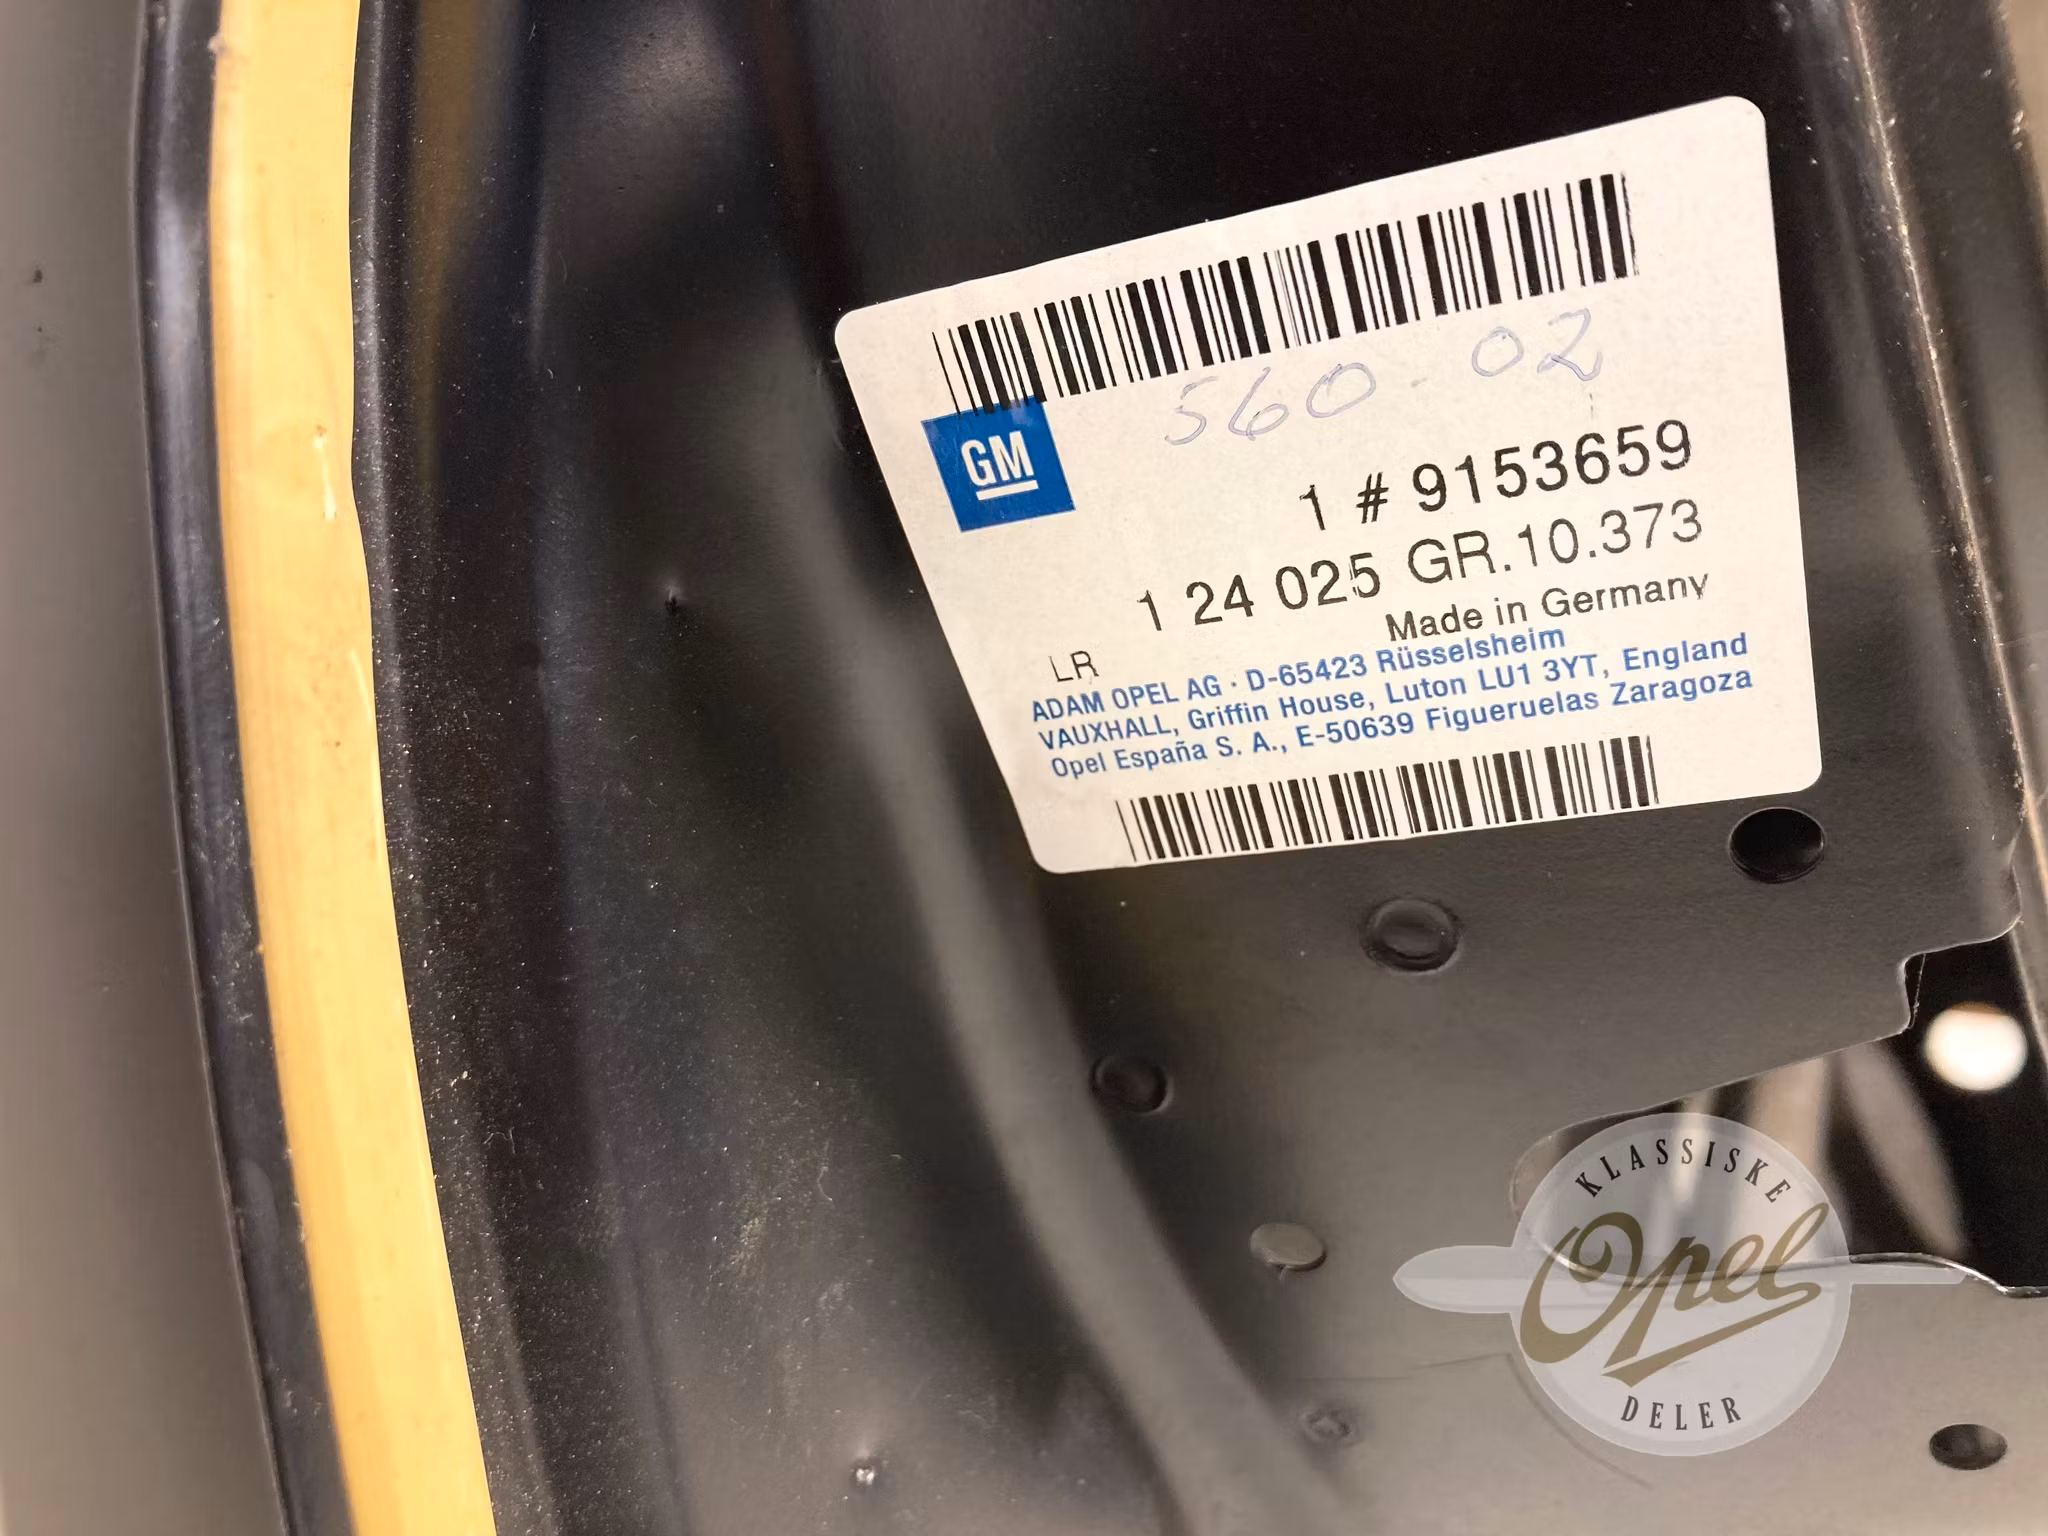 560-02
GM
1 # 9153659
1 24 025 GR.10.373
Made in Germany
LR
ADAM OPEL AG · D-65423 Rüsselsheim
VAUXHALL, Griffin House, Luton LU1 3YT, England
Opel España S. A., E-50639 Figueruelas Zaragoza
KLASSISKE
Opel
DELER